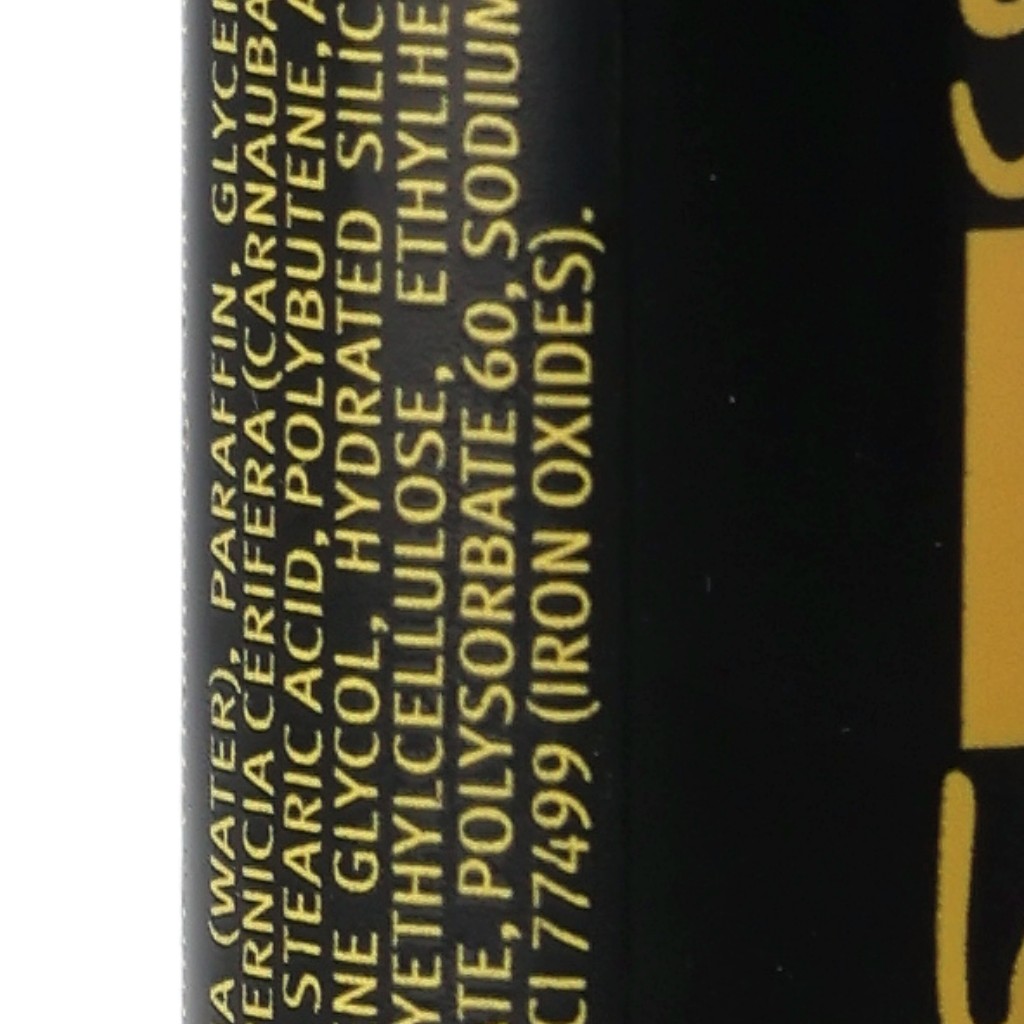 A (WATER), PARAFFIN, GLYCE
ERNICIA CERIFERA (CARNAUBA
STEARIC ACID, POLYBUTENE, A
NE GLYCOL, HYDRATED SILIC
YETHYLCELLULOSE, ETHYLHE
TE, POLYSORBATE 60, SODIUM
CI 77499 (IRON OXIDES).